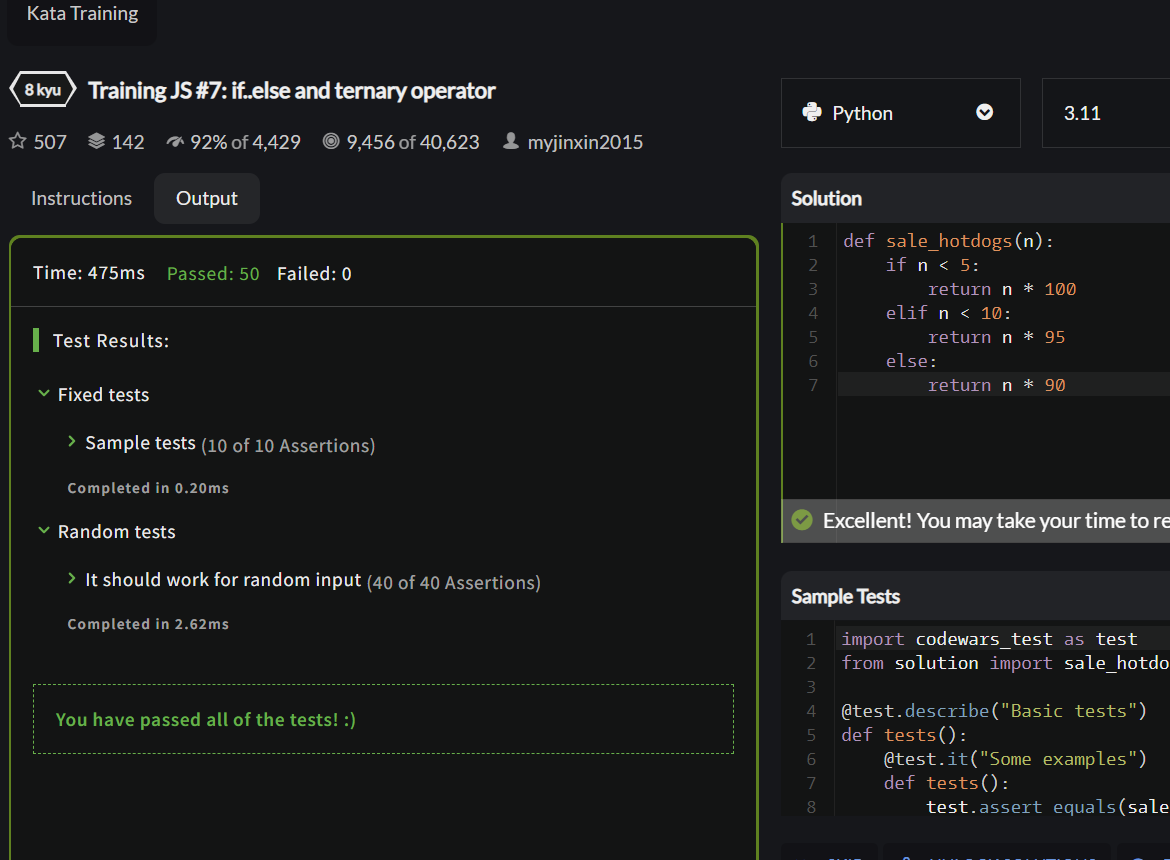 Kata Training
8 kyu Training JS #7: if..else and ternary operator
507 142 92% of 4,429 9,456 of 40,623 myjinxin2015
Instructions Output
Time: 475ms Passed: 50 Failed: 0
Test Results:
Fixed tests
Sample tests (10 of 10 Assertions)
Completed in 0.20ms
Random tests
It should work for random input (40 of 40 Assertions)
Completed in 2.62ms
You have passed all of the tests! :)
Python 3.11
Solution
1 def sale_hotdogs(n):
2 if n < 5:
3 return n * 100
4 elif n < 10:
5 return n * 95
6 else:
7 return n * 90
Excellent! You may take your time to re
Sample Tests
1 import codewars_test as test
2 from solution import sale_hotdo
3
4 @test.describe("Basic tests")
5 def tests():
6 @test.it("Some examples")
7 def tests():
8 test.assert_equals(sale